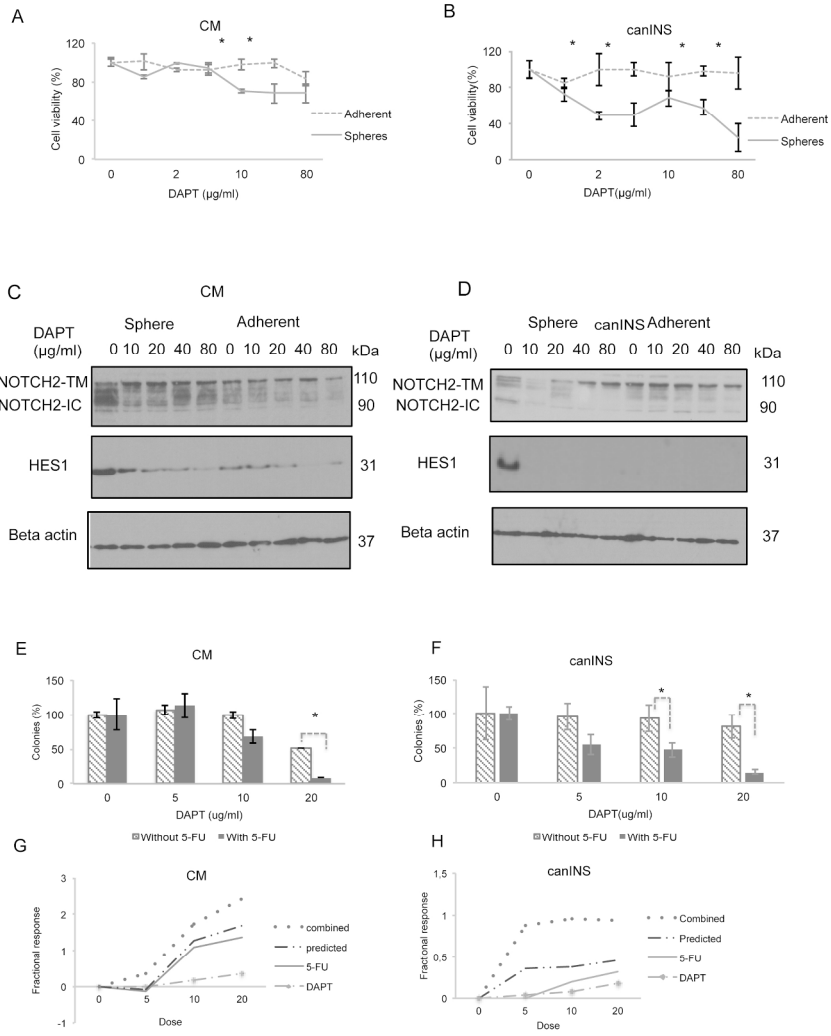 A
CM
* *
120
80
40
0
Cell viability(%)
0 2 10 80
DAPT (µg/ml)
Adherent
Spheres
B
canINS
* * * *
120
80
40
0
Cell viability(%)
0 2 10 80
DAPT(µg/ml)
Adherent
Spheres
C
CM
Sphere Adherent
DAPT
(µg/ml)
0 10 20 40 80 0 10 20 40 80 kDa
NOTCH2-TM 110
NOTCH2-IC 90
HES1 31
Beta actin 37
D
Sphere canINS Adherent
DAPT
(µg/ml)
0 10 20 40 80 0 10 20 40 80 kDa
NOTCH2-TM 110
NOTCH2-IC 90
HES1 31
Beta actin 37
E
CM
150
100
50
0
Colonies (%)
*
0 5 10 20
DAPT (ug/ml)
Without 5-FU With 5-FU
F
canINS
150
100
50
0
Colonies (%)
* *
0 5 10 20
DAPT(ug/ml)
Without 5-FU With 5-FU
G
CM
3
2
1
0
-1
Fractional response
0 5 10 20
Dose
combined
predicted
5-FU
DAPT
H
canINS
1,5
1
0,5
0
Fractional response
0 5 10 20
Dose
Combined
Predicted
5-FU
DAPT